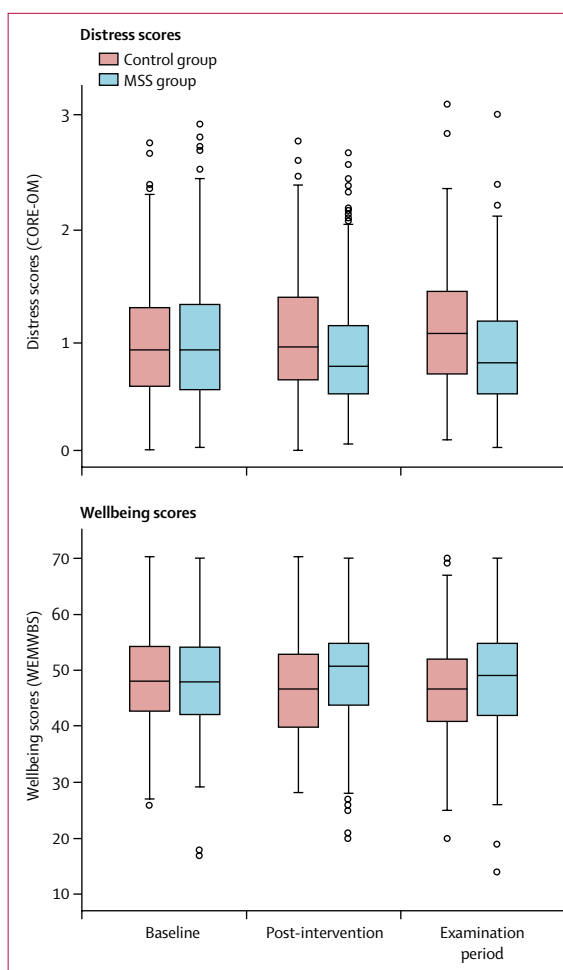 Distress scores
Control group
MSS group
Distress scores (CORE-OM)
3
2
1
0
Wellbeing scores
Wellbeing scores (WEMWBS)
70
60
50
40
30
20
10
Baseline
Post-intervention
Examination
period